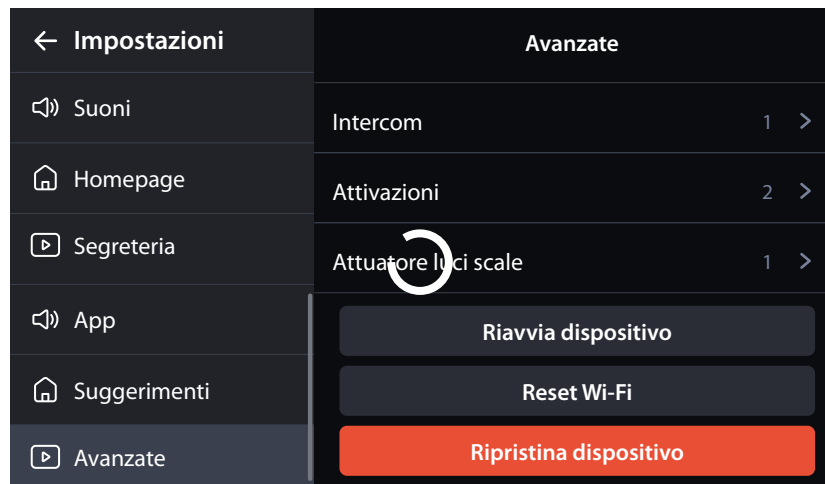 Impostazioni
Suoni
Homepage
Segreteria
App
Suggerimenti
Avanzate
Avanzate
Intercom 1
Attivazioni 2
Attuatore luci scale 1
Riavvia dispositivo
Reset Wi-Fi
Ripristina dispositivo